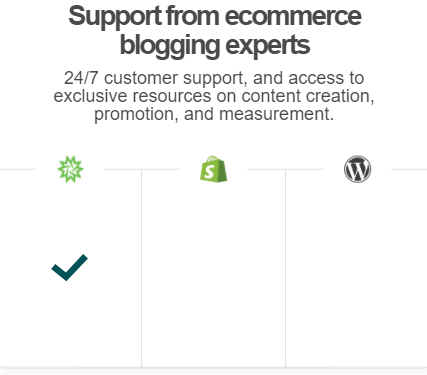 Support from ecommerce
blogging experts
24/7 customer support, and access to
exclusive resources on content creation,
promotion, and measurement.